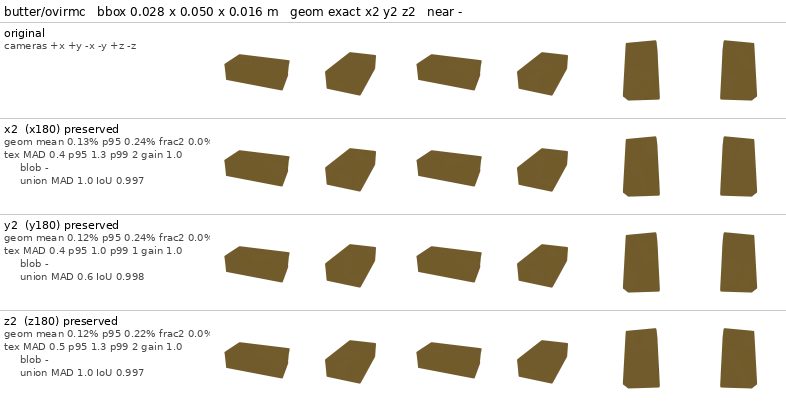 butter/ovirmc   bbox 0.028 x 0.050 x 0.016 m   geom exact x2 y2 z2   near -
original
cameras +x +y -x -y +z -z
x2  (x180) preserved
geom mean 0.13% p95 0.24% frac2 0.0%
tex MAD 0.4 p95 1.3 p99 2 gain 1.0
blob -
union MAD 1.0 IoU 0.997
y2  (y180) preserved
geom mean 0.12% p95 0.24% frac2 0.0%
tex MAD 0.4 p95 1.0 p99 1 gain 1.0
blob -
union MAD 0.6 IoU 0.998
z2  (z180) preserved
geom mean 0.12% p95 0.22% frac2 0.0%
tex MAD 0.5 p95 1.3 p99 2 gain 1.0
blob -
union MAD 1.0 IoU 0.997